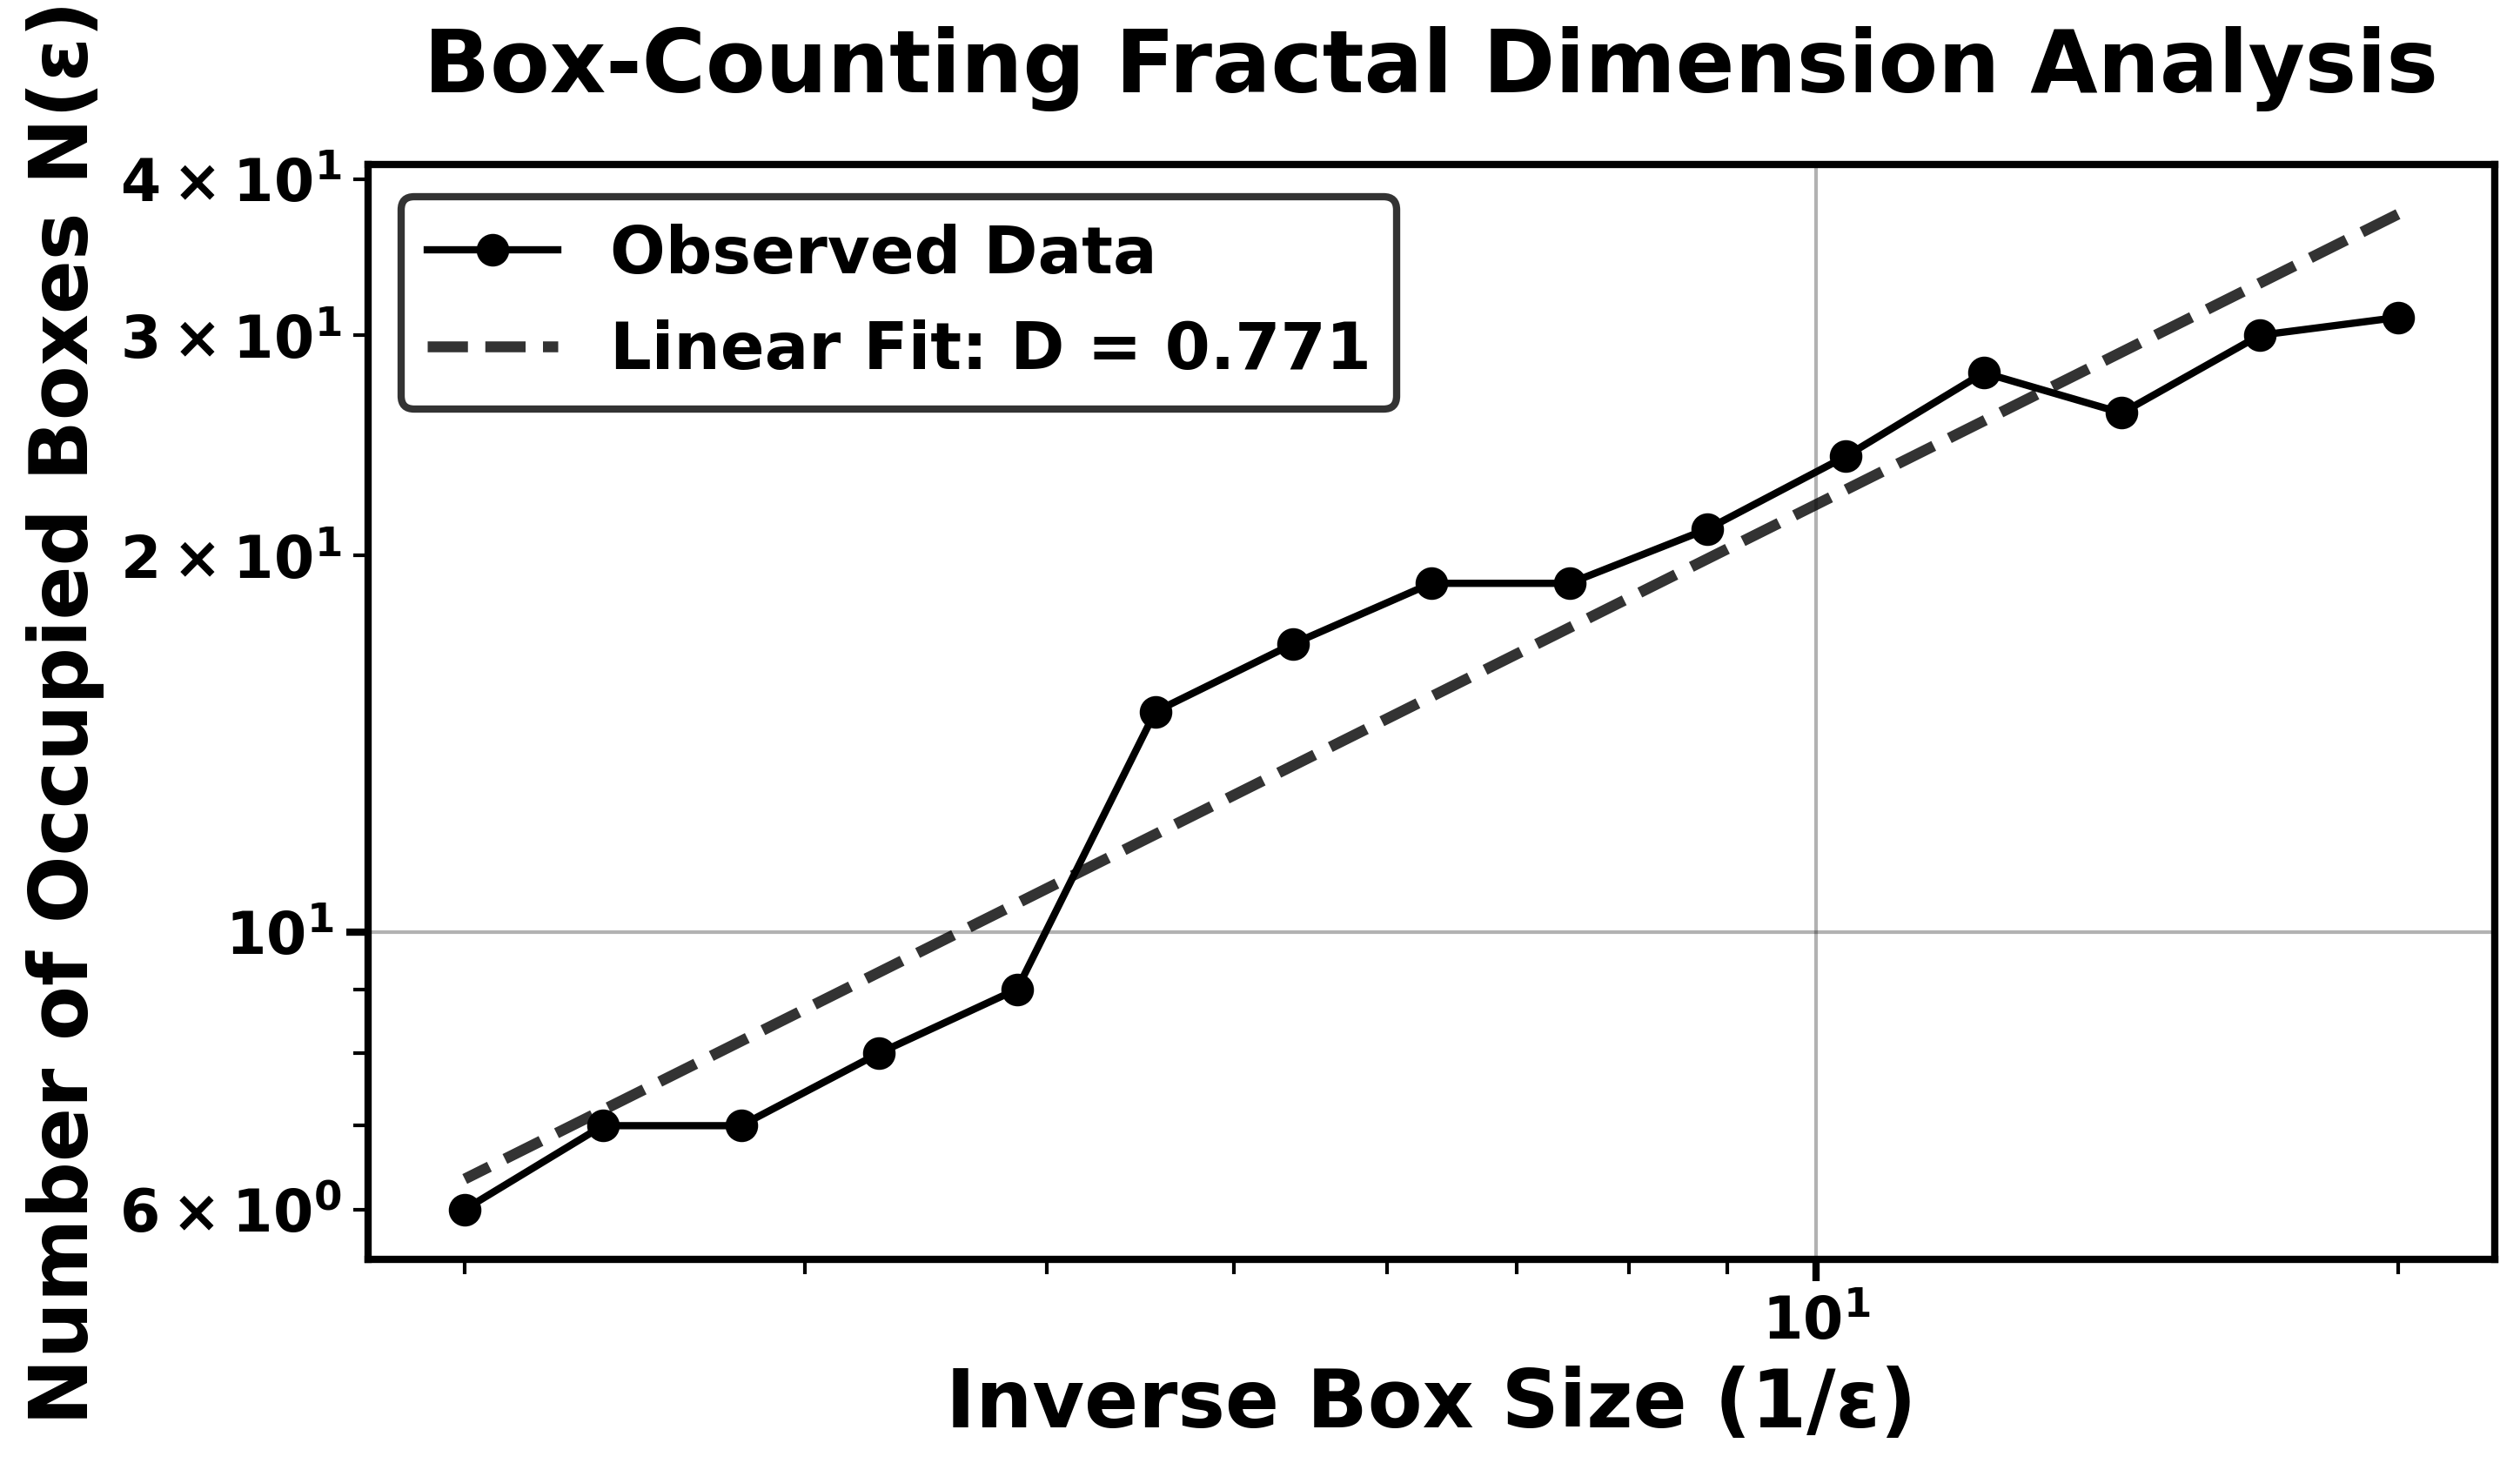 Box-Counting Fractal Dimension Analysis
Number of Occupied Boxes N(ε)
4 × 10¹
3 × 10¹
2 × 10¹
10¹
6 × 10⁰
Observed Data
Linear Fit: D = 0.771
10¹
Inverse Box Size (1/ε)